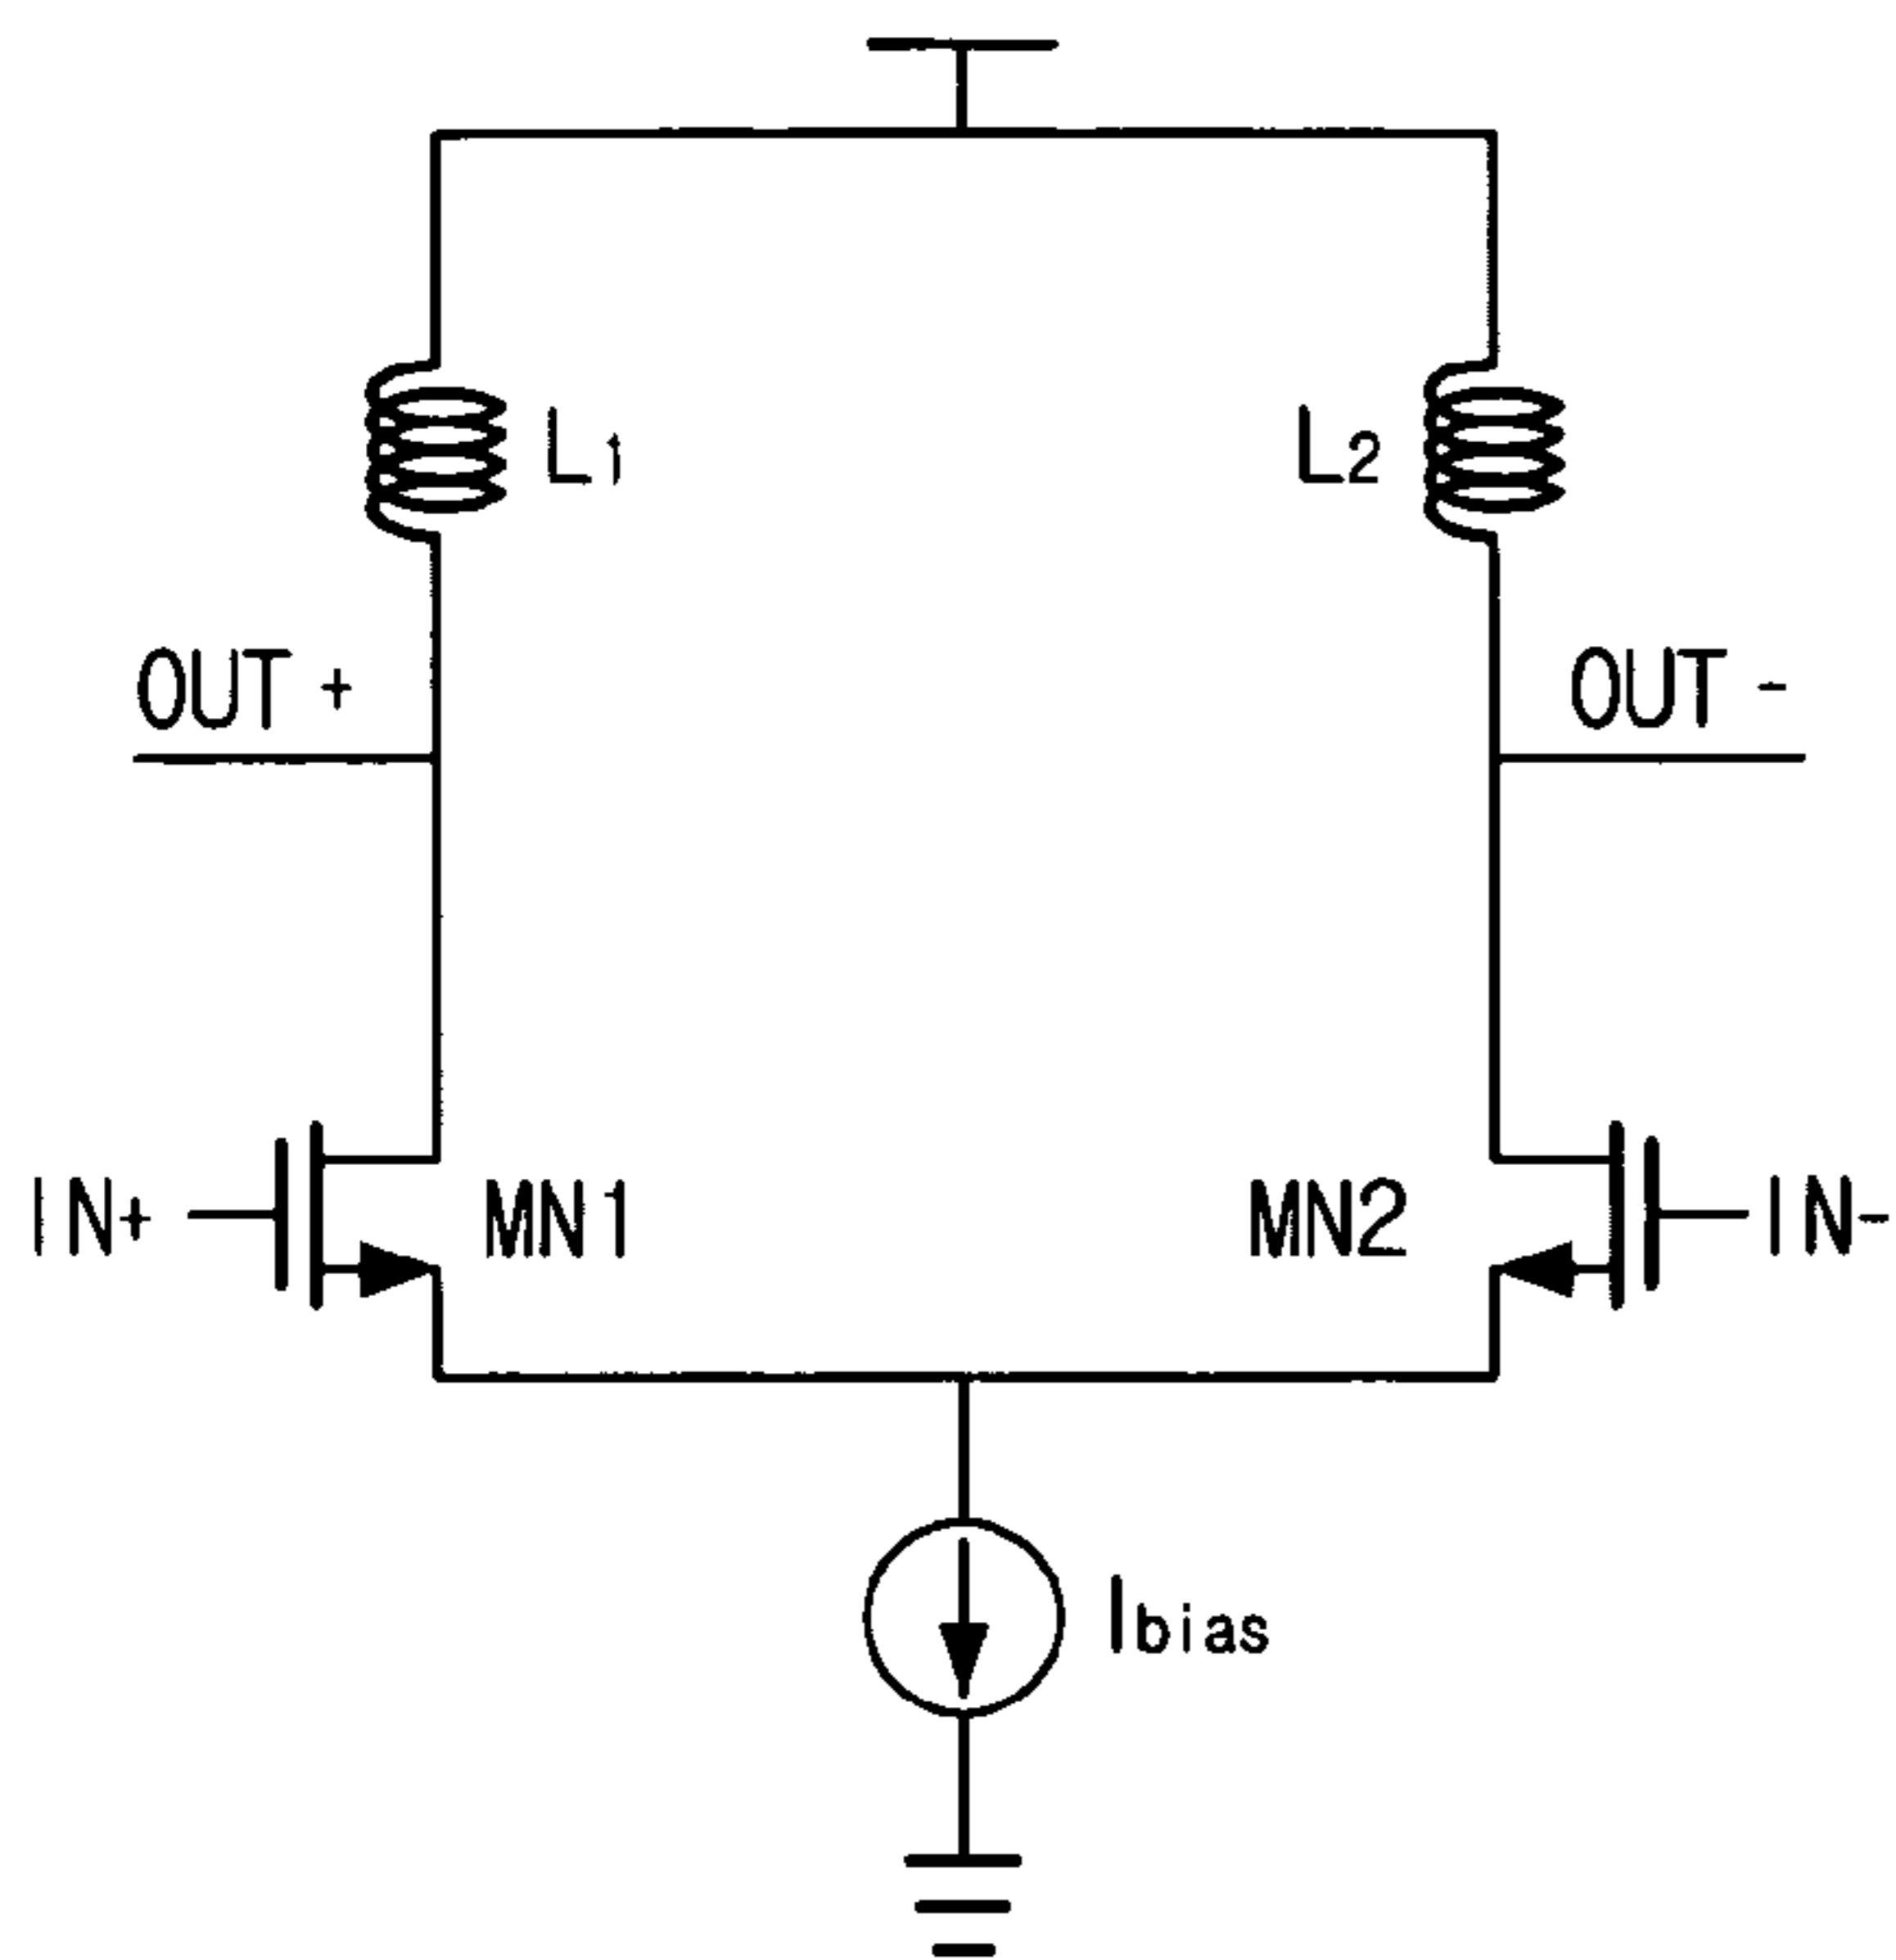 L1
L2
OUT +
OUT -
IN+
MN1
MN2
IN-
Ibias